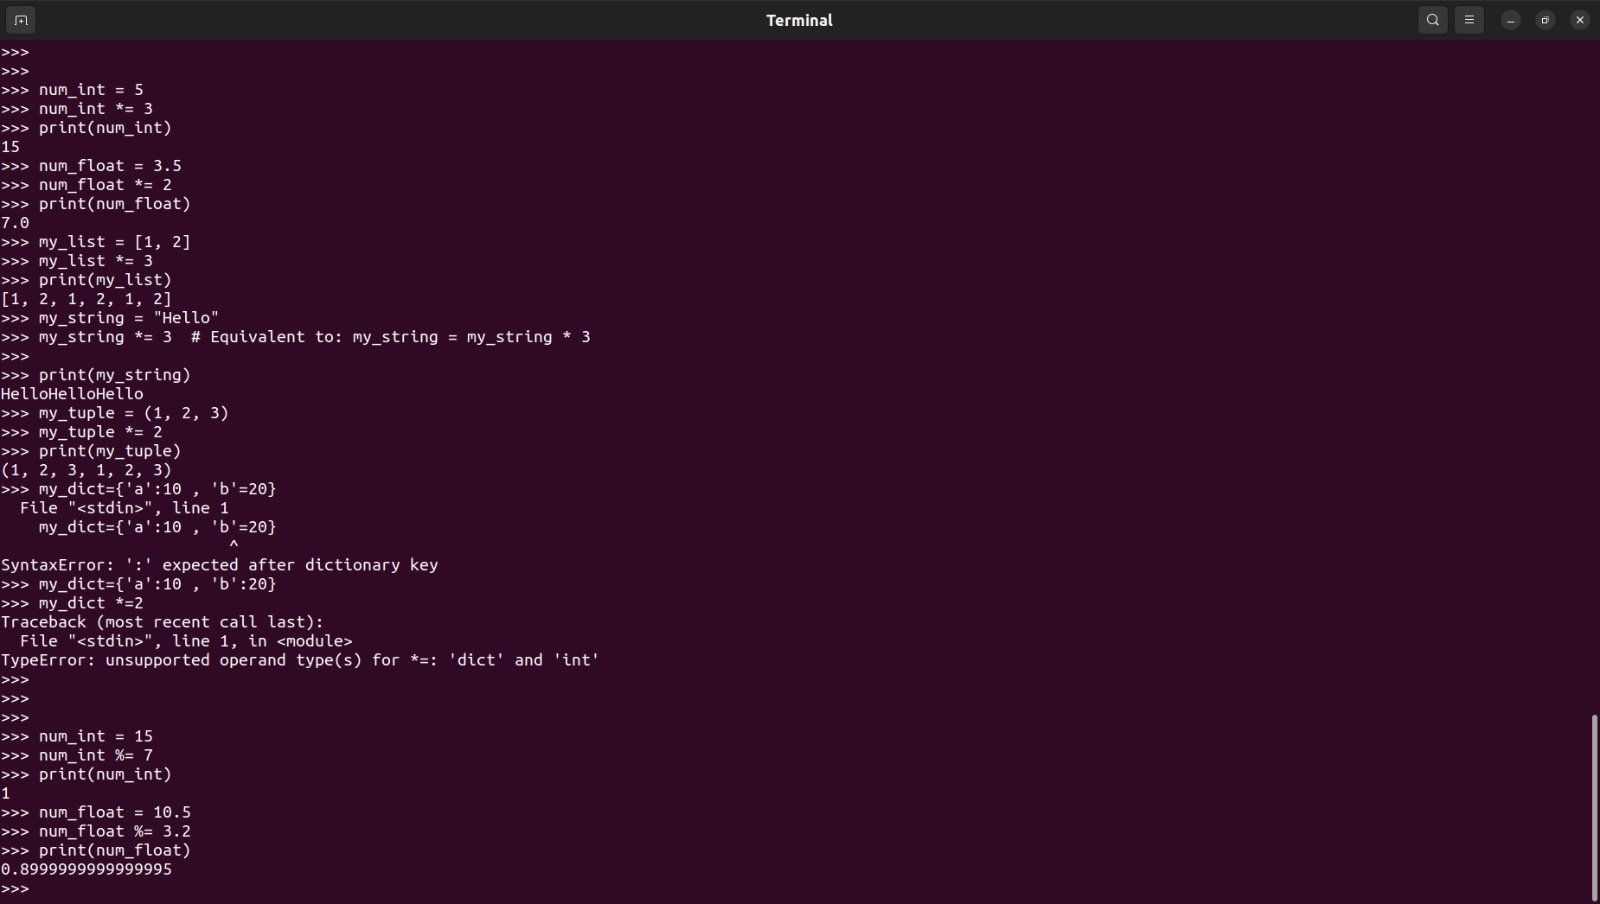 Terminal
>>>
>>>
>>> num_int = 5
>>> num_int *= 3
>>> print(num_int)
15
>>> num_float = 3.5
>>> num_float *= 2
>>> print(num_float)
7.0
>>> my_list = [1, 2]
>>> my_list *= 3
>>> print(my_list)
[1, 2, 1, 2, 1, 2]
>>> my_string = "Hello"
>>> my_string *= 3  # Equivalent to: my_string = my_string * 3
>>>
>>> print(my_string)
HelloHelloHello
>>> my_tuple = (1, 2, 3)
>>> my_tuple *= 2
>>> print(my_tuple)
(1, 2, 3, 1, 2, 3)
>>> my_dict={'a':10 , 'b'=20}
  File "<stdin>", line 1
    my_dict={'a':10 , 'b'=20}
                        ^
SyntaxError: ':' expected after dictionary key
>>> my_dict={'a':10 , 'b':20}
>>> my_dict *=2
Traceback (most recent call last):
  File "<stdin>", line 1, in <module>
TypeError: unsupported operand type(s) for *=: 'dict' and 'int'
>>>
>>>
>>>
>>> num_int = 15
>>> num_int %= 7
>>> print(num_int)
1
>>> num_float = 10.5
>>> num_float %= 3.2
>>> print(num_float)
0.8999999999999995
>>>